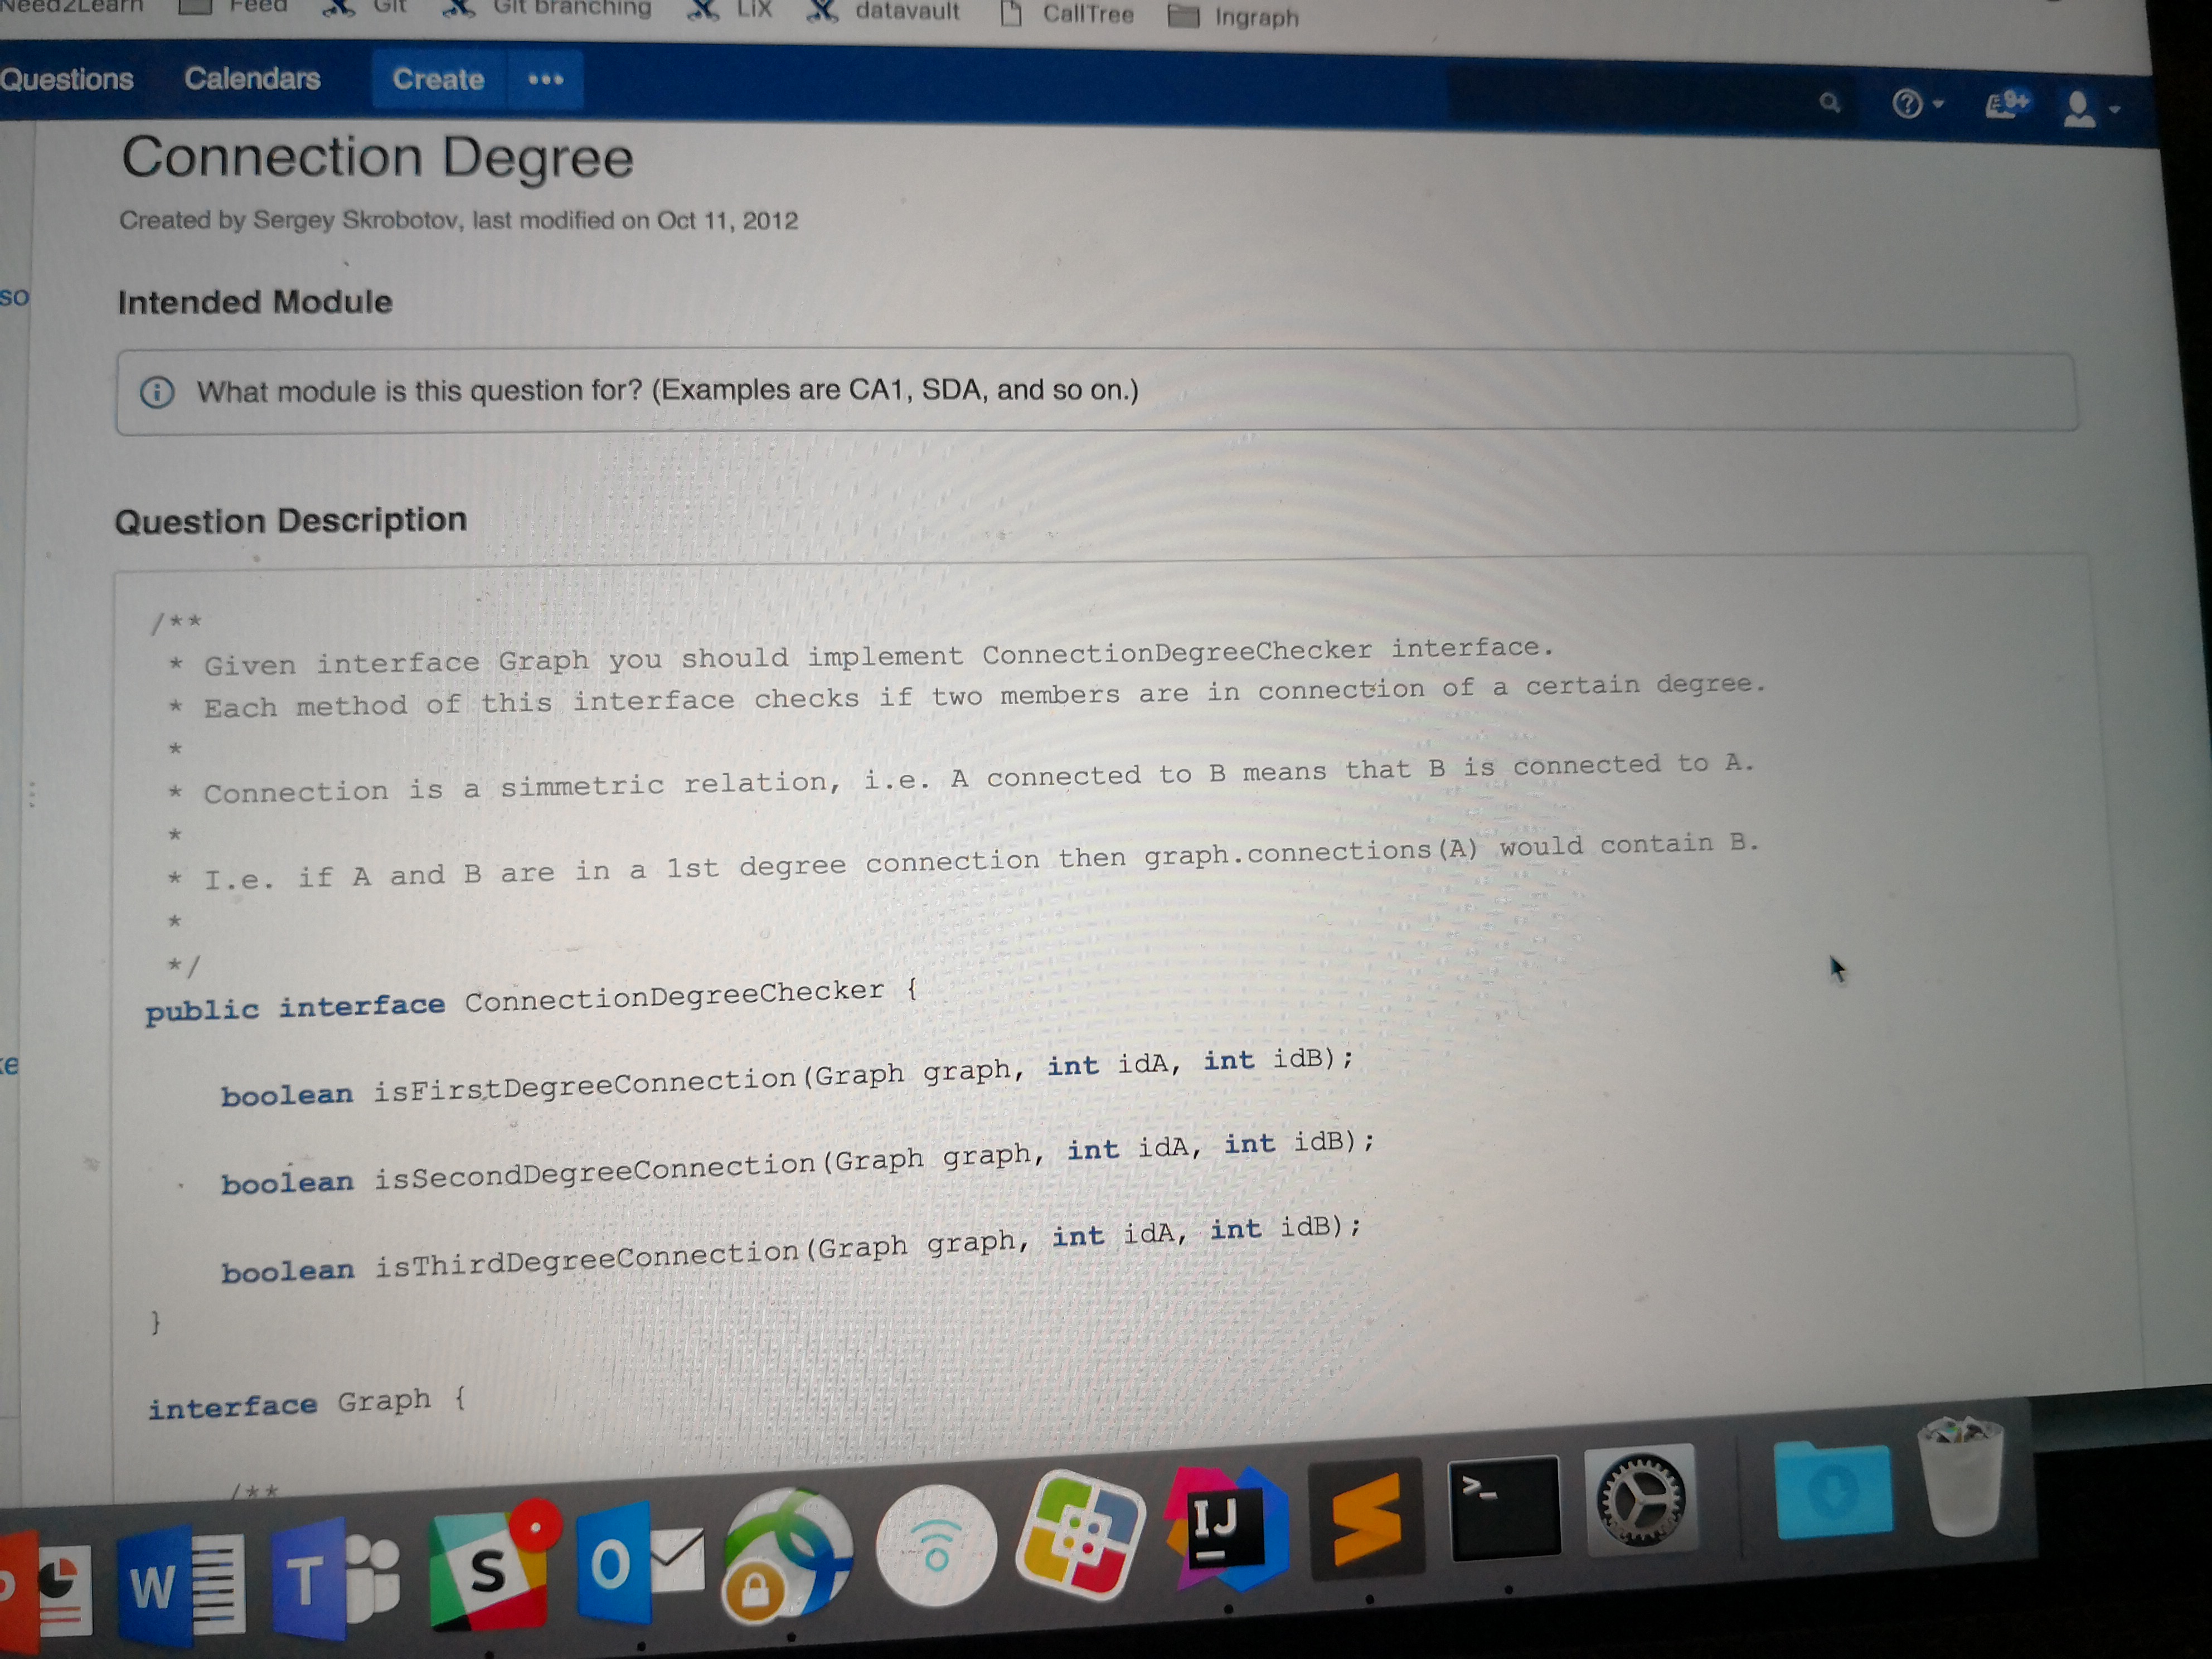 Need2Learn Feed Git Git branching LiX datavault CallTree Ingraph
Questions Calendars Create ••• 9+
Connection Degree
Created by Sergey Skrobotov, last modified on Oct 11, 2012
so
Intended Module
What module is this question for? (Examples are CA1, SDA, and so on.)
Question Description
/**
* Given interface Graph you should implement ConnectionDegreeChecker interface.
* Each method of this interface checks if two members are in connection of a certain degree.
*
* Connection is a simmetric relation, i.e. A connected to B means that B is connected to A.
*
* I.e. if A and B are in a 1st degree connection then graph.connections(A) would contain B.
*
*/
public interface ConnectionDegreeChecker {
boolean isFirstDegreeConnection(Graph graph, int idA, int idB);
boolean isSecondDegreeConnection(Graph graph, int idA, int idB);
boolean isThirdDegreeConnection(Graph graph, int idA, int idB);
}
interface Graph {
/**
W T S O IJ >_